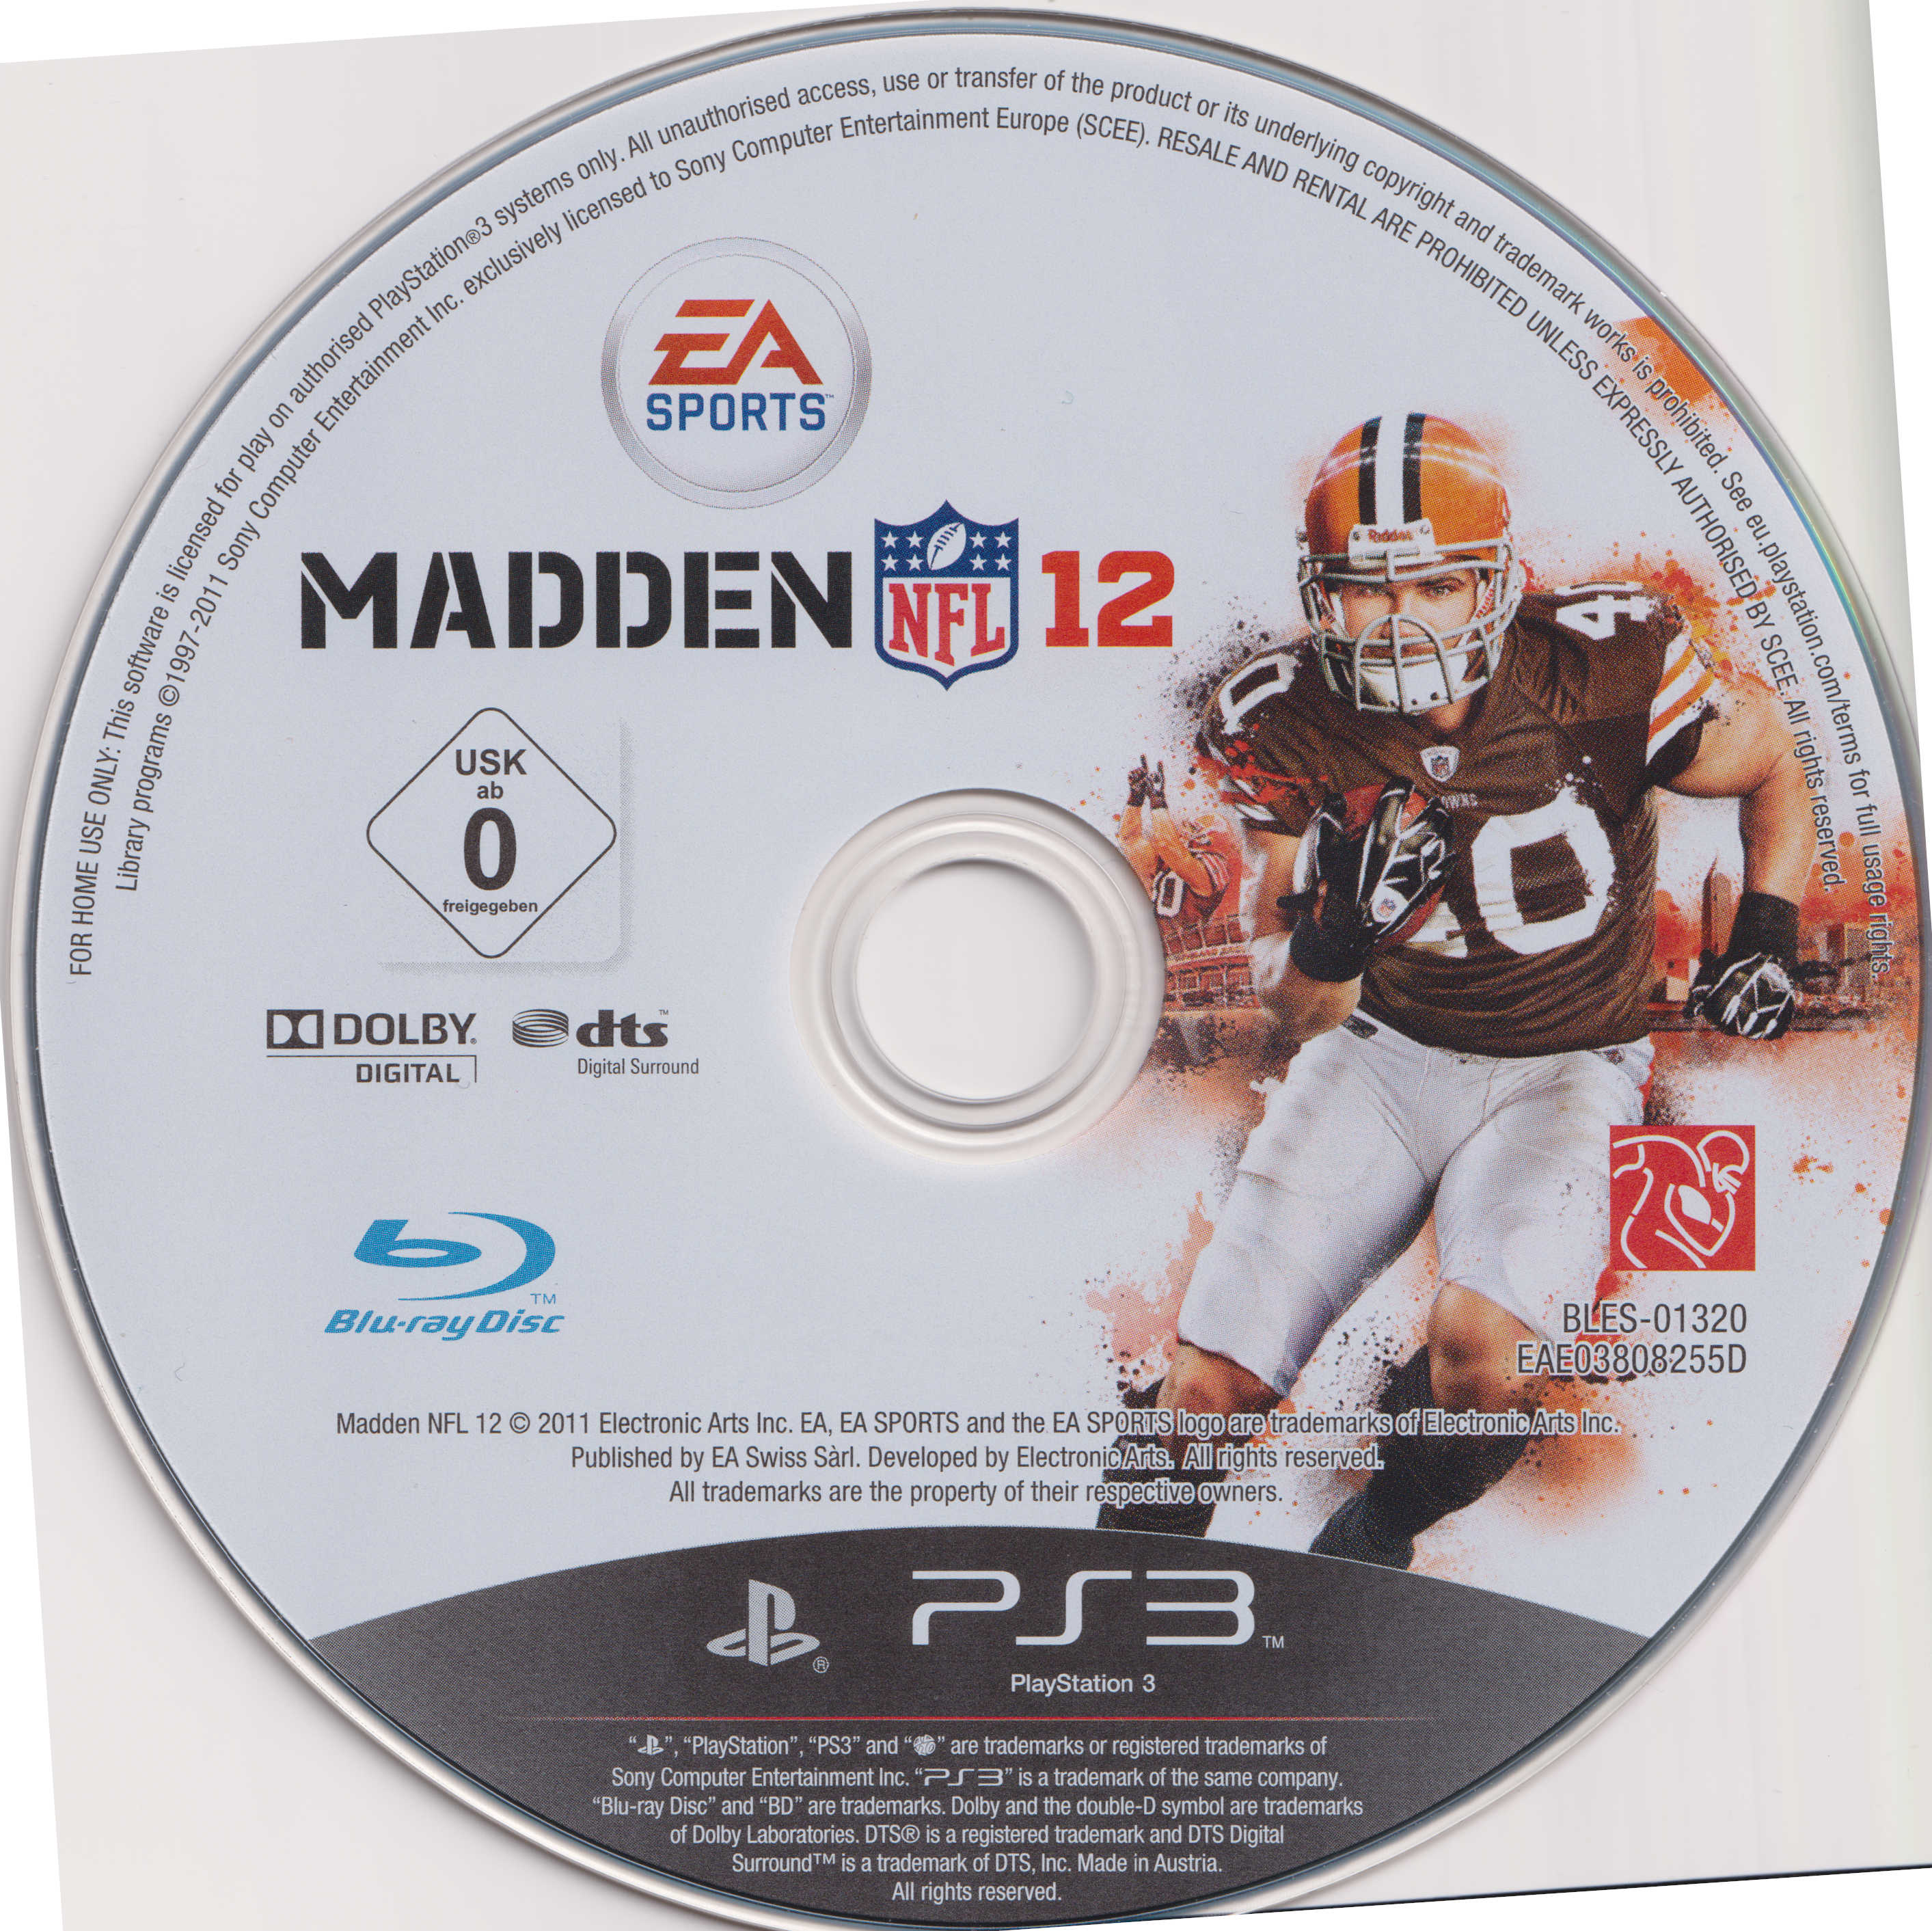 FOR HOME USE ONLY: This software is licensed for play on authorised PlayStation®3 systems only. All unauthorised access, use or transfer of the product or its underlying copyright and trademark works is prohibited. See eu.playstation.com/terms for full usage rights.
Library programs ©1997-2011 Sony Computer Entertainment Inc. exclusively licensed to Sony Computer Entertainment Europe (SCEE). RESALE AND RENTAL ARE PROHIBITED UNLESS EXPRESSLY AUTHORISED BY SCEE. All rights reserved.
EA
SPORTS™
MADDEN NFL 12
Riddell
40
40
OWNS
40
USK
ab
0
freigegeben
DOLBY®
DIGITAL
dts™
Digital Surround
Blu-ray Disc™
BLES-01320
EAE03808255D
Madden NFL 12 © 2011 Electronic Arts Inc. EA, EA SPORTS and the EA SPORTS logo are trademarks of Electronic Arts Inc.
Published by EA Swiss Sàrl. Developed by Electronic Arts. All rights reserved.
All trademarks are the property of their respective owners.
® PS3™
PlayStation 3
“”, “PlayStation”, “PS3” and “” are trademarks or registered trademarks of
Sony Computer Entertainment Inc. “PS3” is a trademark of the same company.
“Blu-ray Disc” and “BD” are trademarks. Dolby and the double-D symbol are trademarks
of Dolby Laboratories. DTS® is a registered trademark and DTS Digital
Surround™ is a trademark of DTS, Inc. Made in Austria.
All rights reserved.